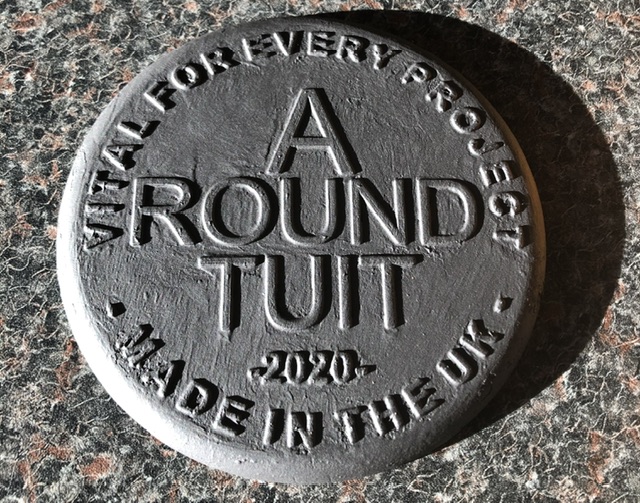 VITAL FOR EVERY PROJECT
A
ROUND
TUIT
-2020-
• MADE IN THE UK •